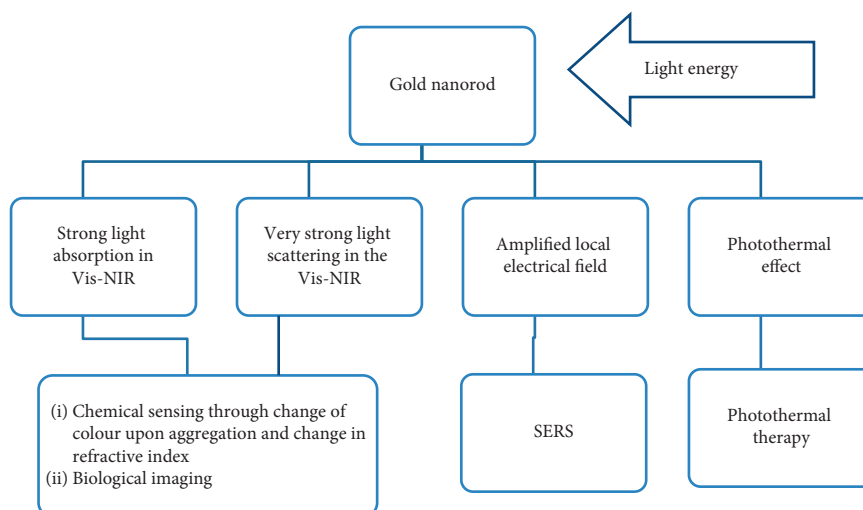 Gold nanorod
Light energy
Strong light
absorption in
Vis-NIR
Very strong light
scattering in the
Vis-NIR
Amplified local
electrical field
Photothermal
effect
(i) Chemical sensing through change of
colour upon aggregation and change in
refractive index
(ii) Biological imaging
SERS
Photothermal
therapy